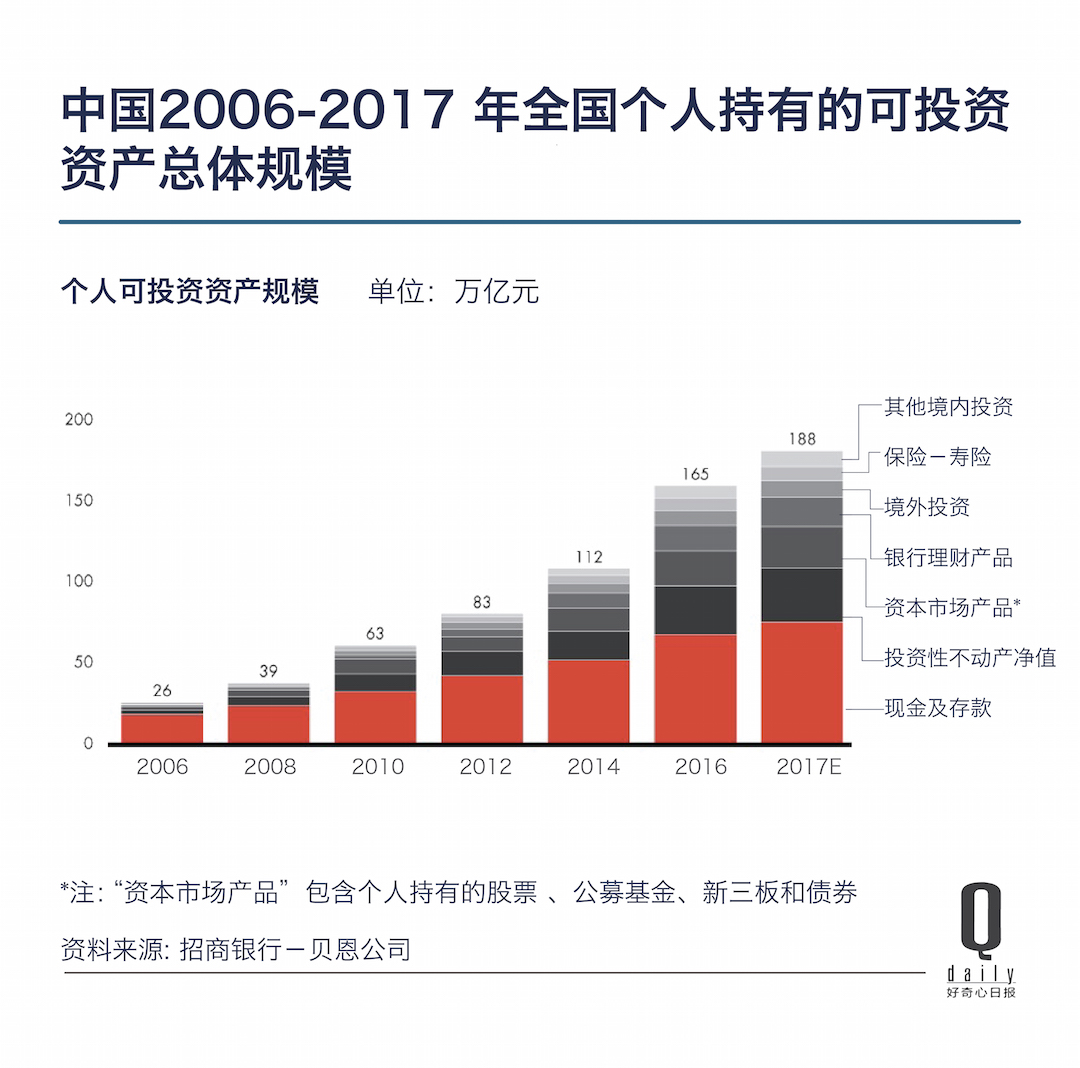 中国2006-2017 年全国个人持有的可投资
资产总体规模
个人可投资资产规模 单位：万亿元
200
150
100
50
0
26
39
63
83
112
165
188
2006
2008
2010
2012
2014
2016
2017E
其他境内投资
保险－寿险
境外投资
银行理财产品
资本市场产品*
投资性不动产净值
现金及存款
*注：“资本市场产品” 包含个人持有的股票 、公募基金、新三板和债券
资料来源: 招商银行－贝恩公司
Q
daily
好奇心日报